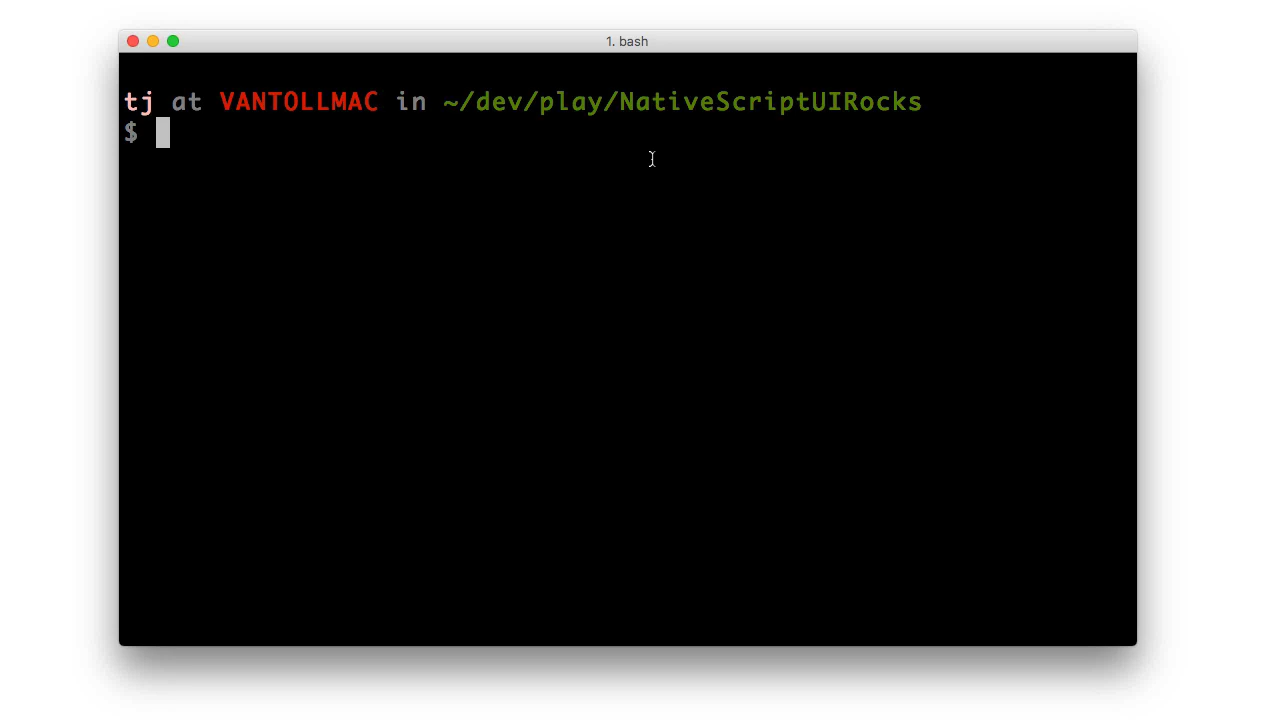 1. bash
tj at VANTOLLMAC in ~/dev/play/NativeScriptUIRocks
$